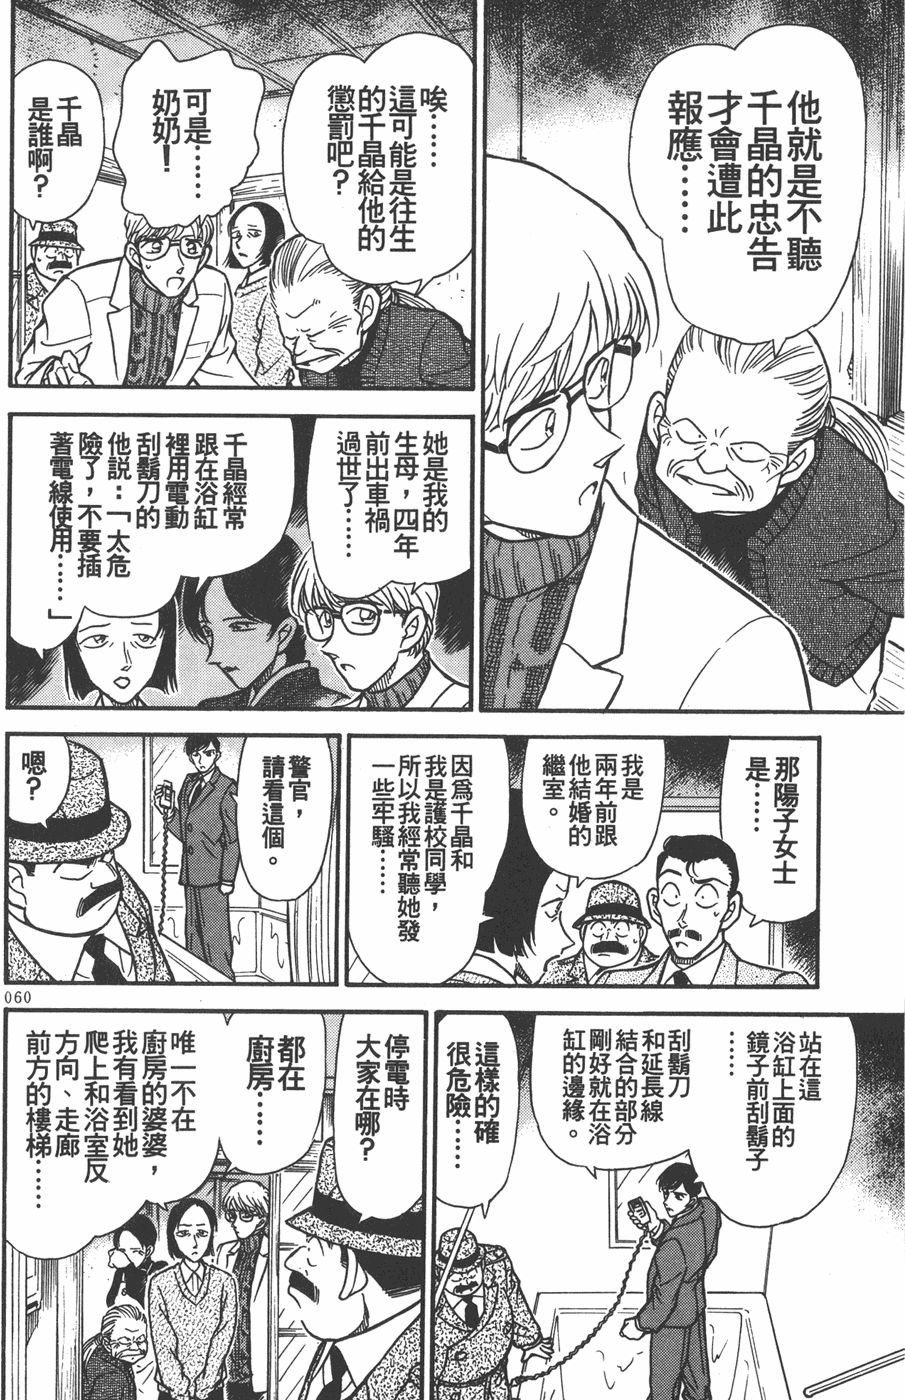 他就是不聽
千晶的忠告
才會遭此
報應……
唉……
這可能是往生
的千晶給他的
懲罰吧？
可是……
奶奶！
千晶
是誰啊？
她是我的
生母，四年
前出車禍
過世了……
千晶經常
跟在浴缸
裡用電動
刮鬍刀的
他說：「太危
險了，不要插
著電線使用……」
那陽子女士
是……
我是
兩年前跟
他結婚的
繼室。
因為千晶和
我是護校同學，
所以我經常聽她發
一些牢騷……
警官，
請看這個。
嗯？
060
站在這
浴缸上面的
鏡子前刮鬍子
……
刮鬍刀
和延長線
結合的部分
剛好就在浴
缸的邊緣。
這樣的確
很危險……
停電時
大家在哪？
都在
廚房……
唯一不在
廚房的婆婆，
我有看到她
爬上和浴室反
方向、走廊
前方的樓梯……